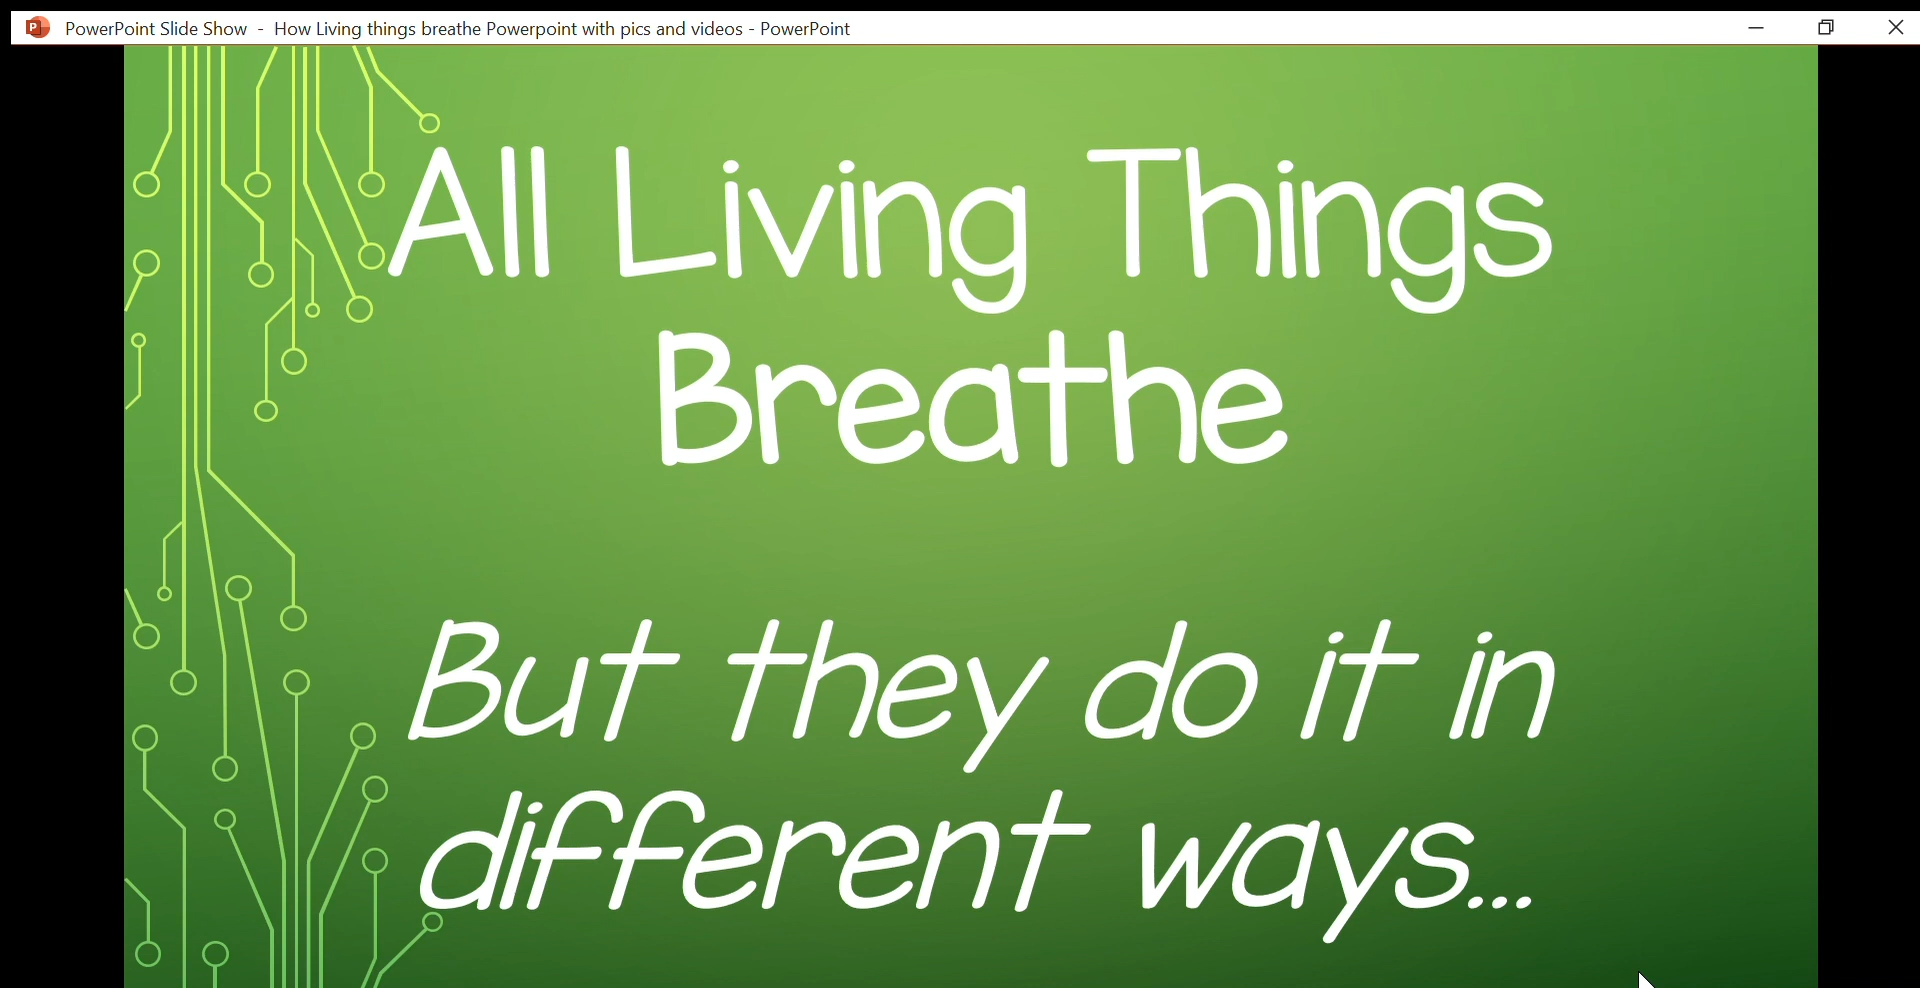 PowerPoint Slide Show - How Living things breathe Powerpoint with pics and videos - PowerPoint
All Living Things
Breathe
But they do it in
different ways...